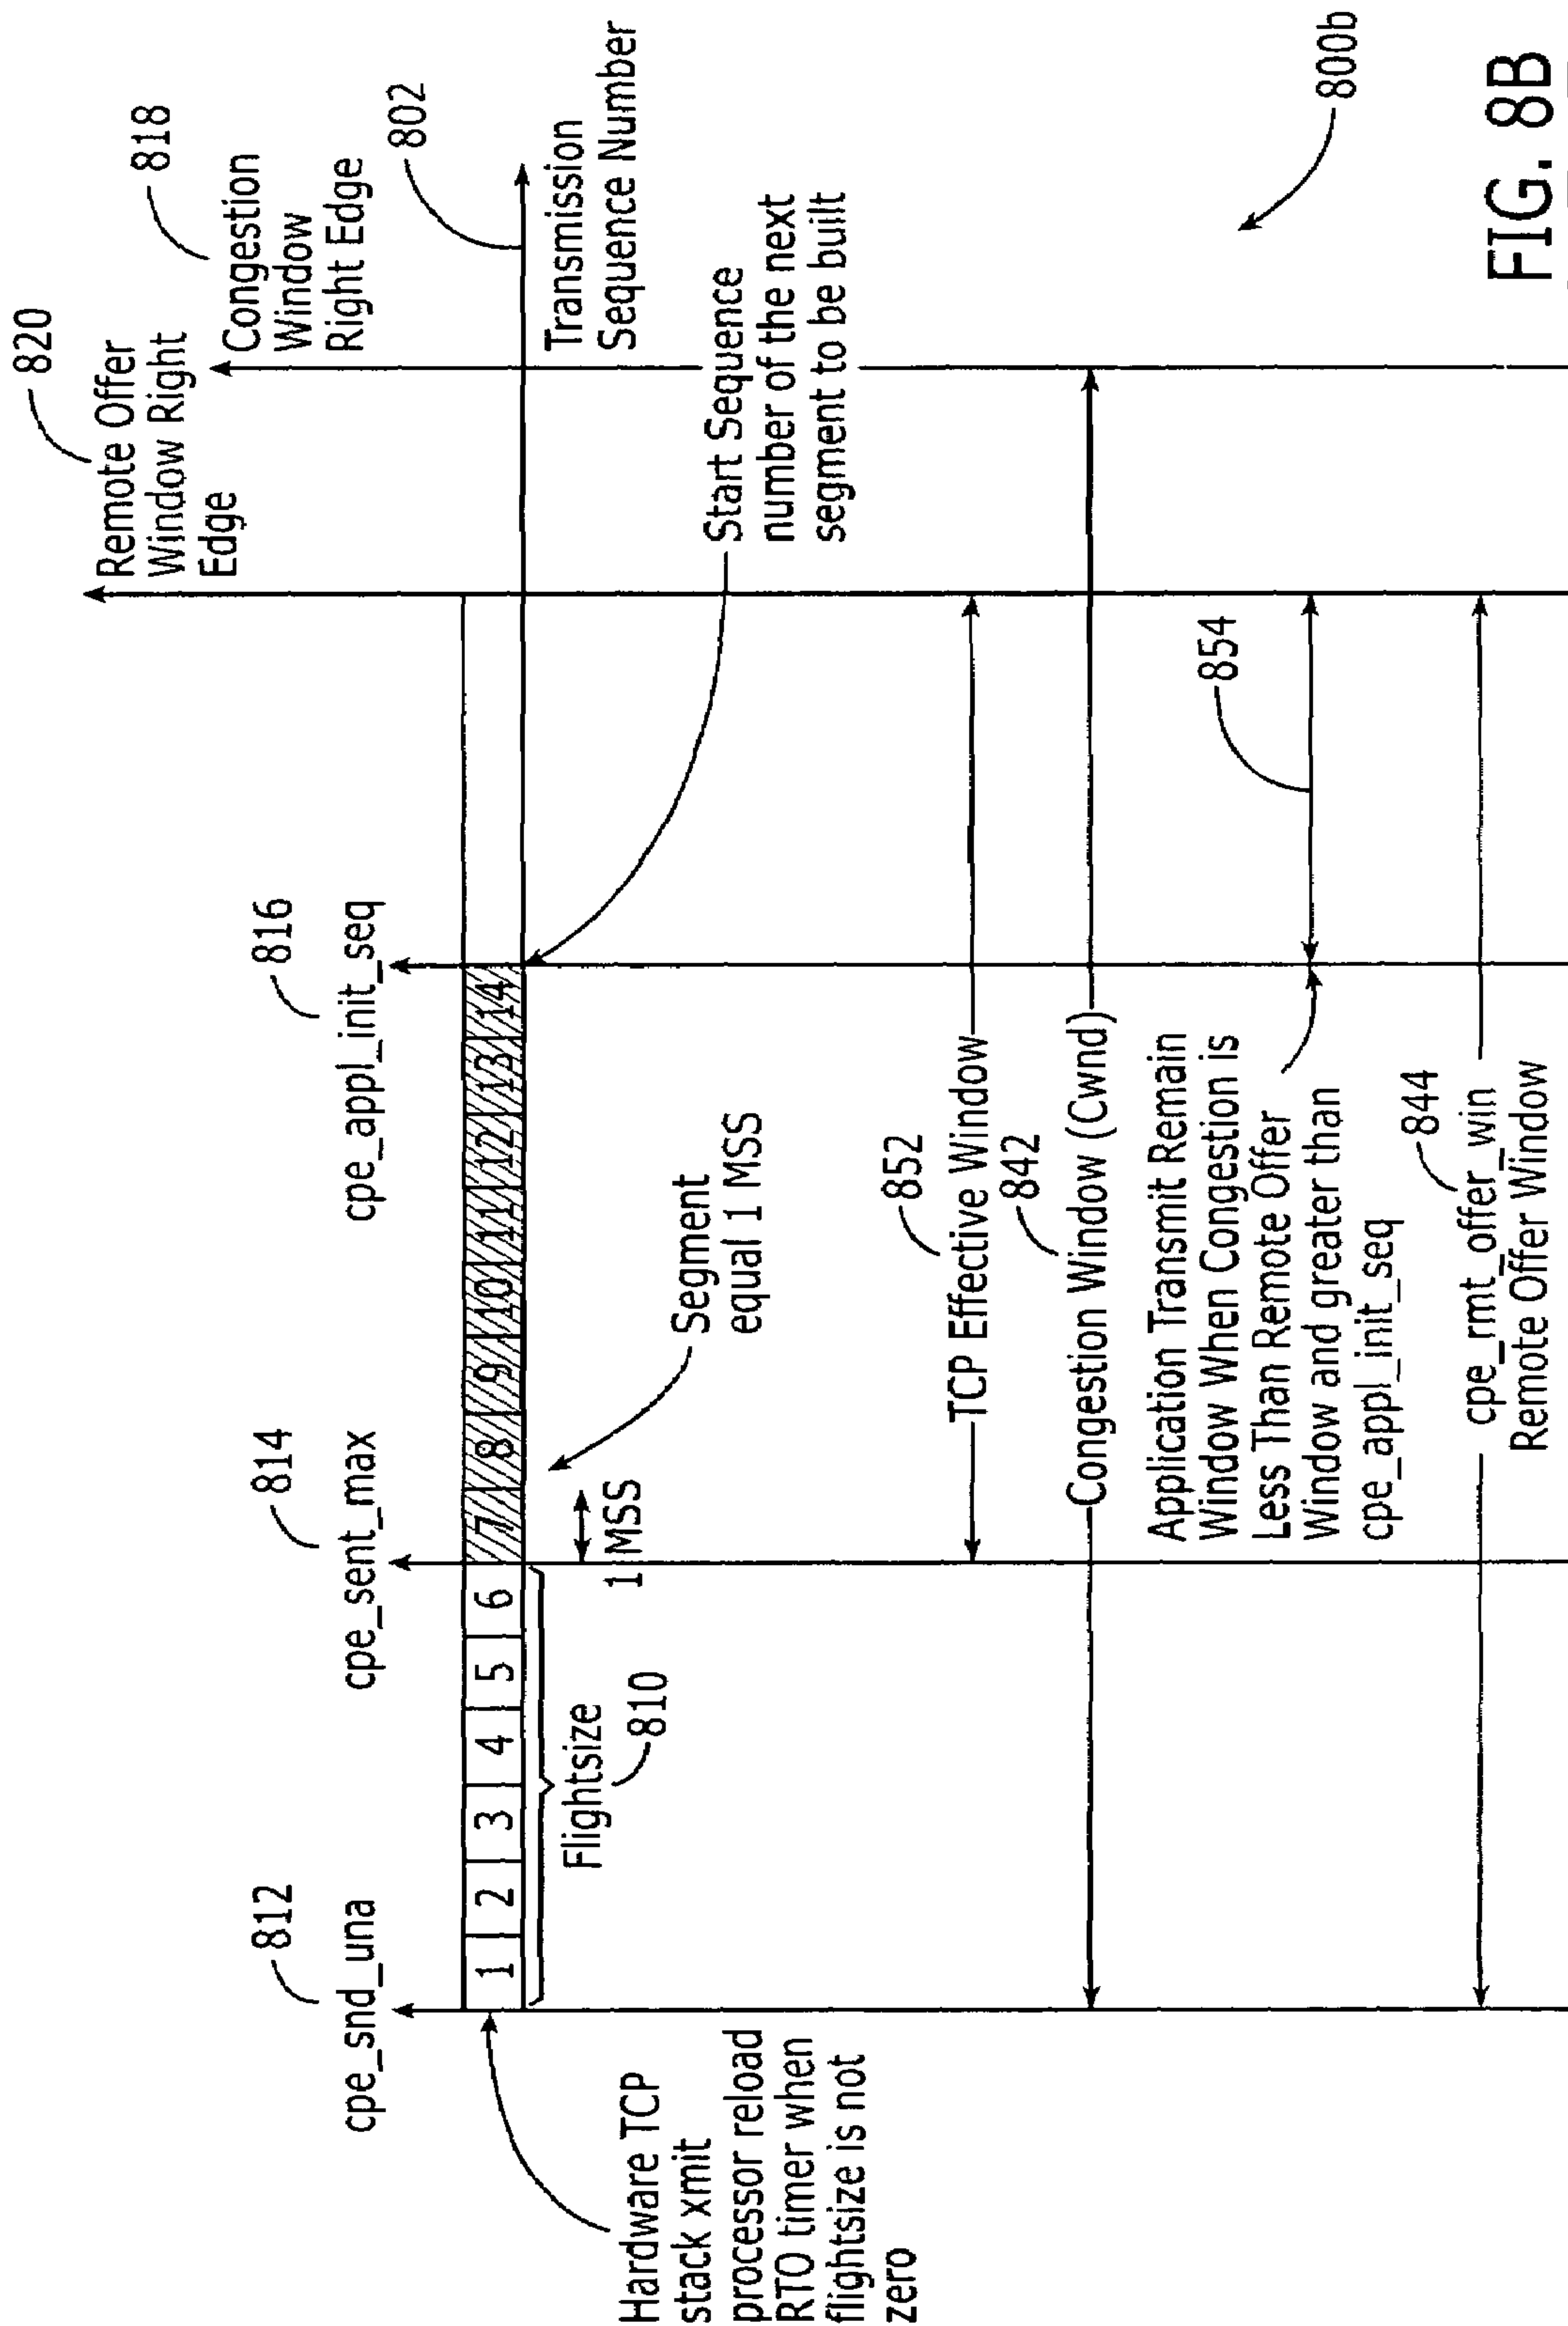 820
Remote Offer
Window Right
Edge
818
Congestion
Window
Right Edge
812
cpe_snd_una
814
cpe_sent_max
816
cpe_appl_init_seq
802
1 2 3 4 5 6 7 8 9 10 11 12 13 14
Transmission
Sequence Number
Hardware TCP
stack xmit
processor reload
RTO timer when
flightsize is not
zero
Flightsize
810
1 MSS
Segment
equal 1 MSS
Start Sequence
number of the next
segment to be built
852
TCP Effective Window
842
Congestion Window (Cwnd)
Application Transmit Remain
Window When Congestion is
Less Than Remote Offer
Window and greater than
cpe_appl_init_seq
854
844
cpe_rmt_offer_win
Remote Offer Window
800b
FIG. 8B